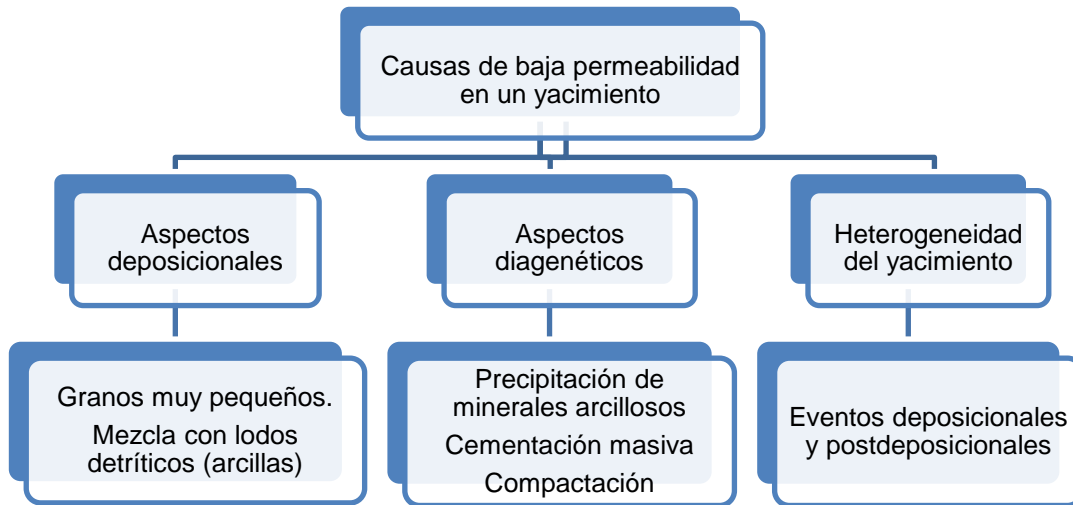 Causas de baja permeabilidad
en un yacimiento
Aspectos
deposicionales
Aspectos
diagenéticos
Heterogeneidad
del yacimiento
Granos muy pequeños.
Mezcla con lodos
detríticos (arcillas)
Precipitación de
minerales arcillosos
Cementación masiva
Compactación
Eventos deposicionales
y postdeposicionales